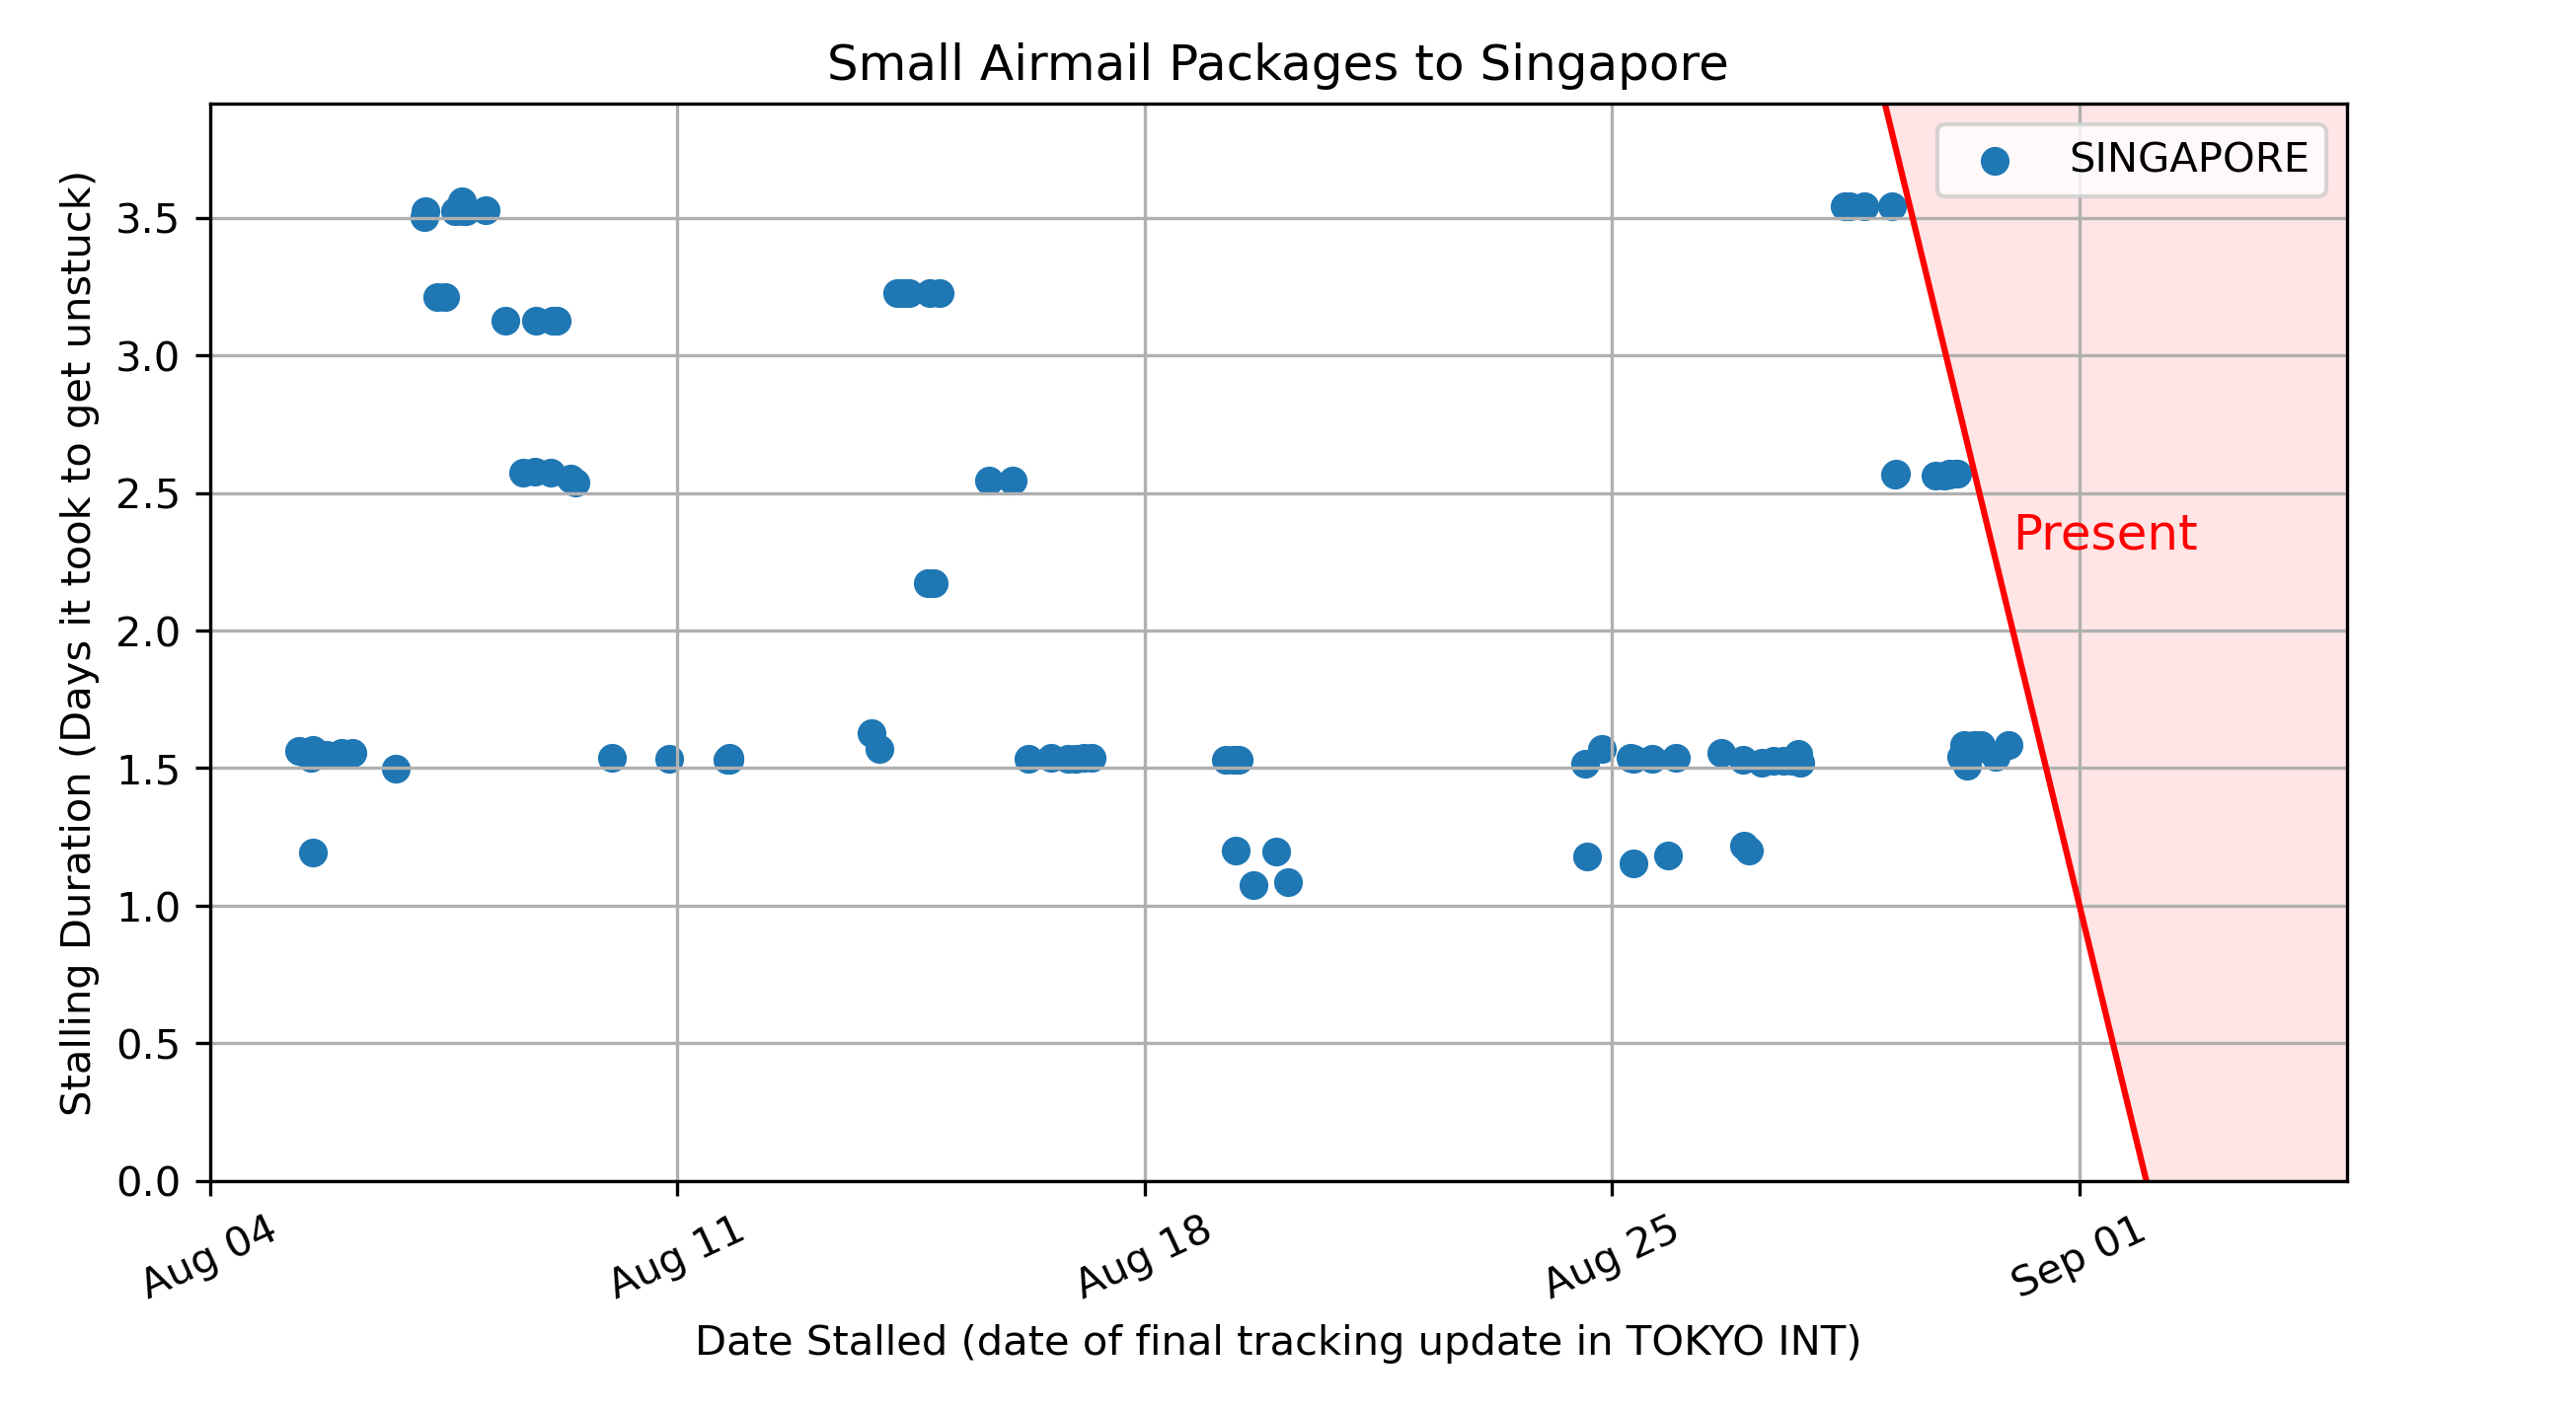 Small Airmail Packages to Singapore
SINGAPORE
Stalling Duration (Days it took to get unstuck)
3.5
3.0
2.5
2.0
1.5
1.0
0.5
0.0
Present
Aug 04
Aug 11
Aug 18
Aug 25
Sep 01
Date Stalled (date of final tracking update in TOKYO INT)